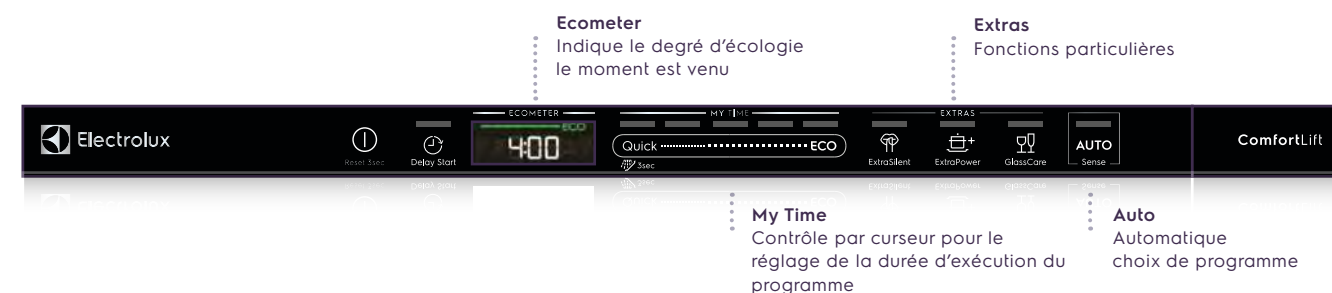 Ecometer
Indique le degré d'écologie
le moment est venu
Extras
Fonctions particulières
Electrolux
Reset 3sec
Delay Start
ECOMETER
ECO
4:00
MY TIME
Quick ECO
3sec
EXTRAS
ExtraSilent
ExtraPower
GlassCare
AUTO
Sense
ComfortLift
My Time
Contrôle par curseur pour le
réglage de la durée d'exécution du
programme
Auto
Automatique
choix de programme